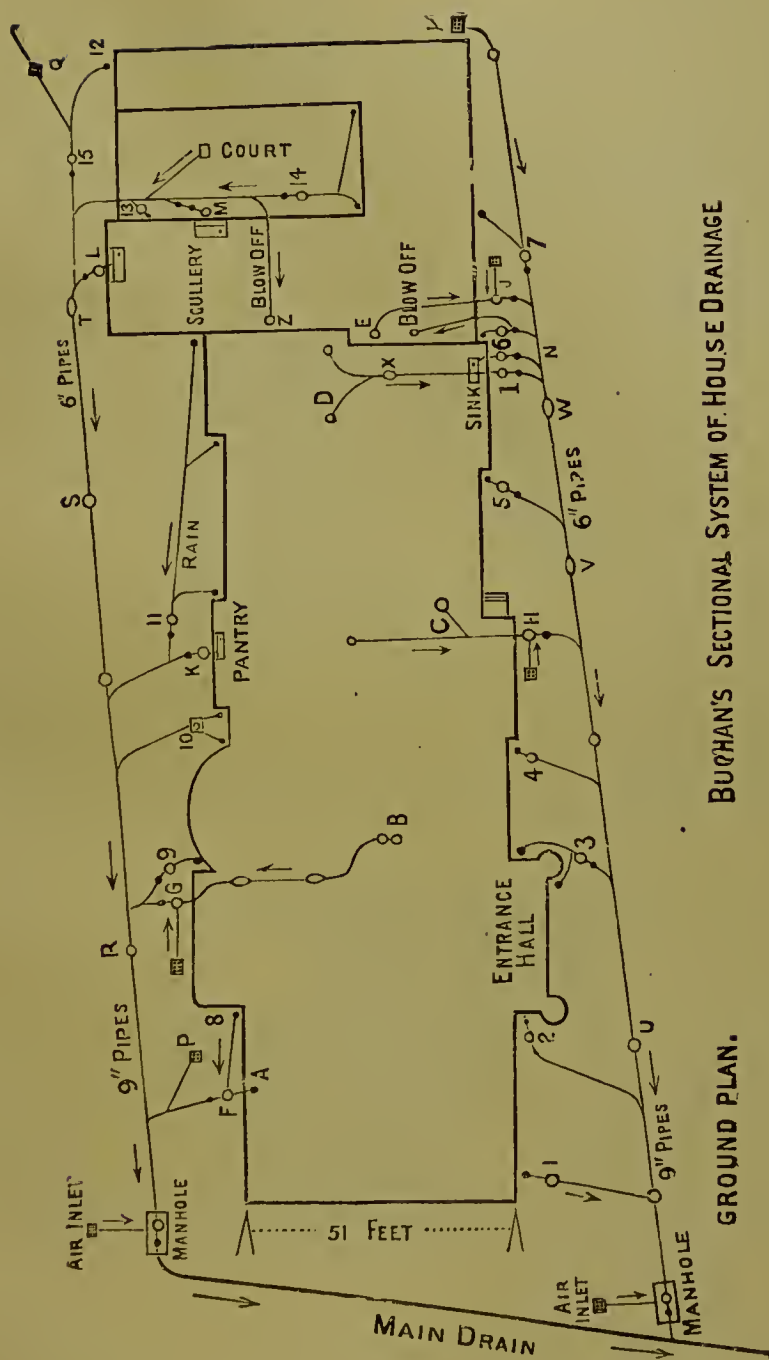 Q
12
15
COURT
13
M
14
L
T
SCULLERY
BLOW OFF
Z
6" PIPES
S
RAIN
11
K
PANTRY
10
9
G
R
9" PIPES
P
8
F
A
AIR INLET
MANHOLE
7
J
E
BLOW OFF
6
N
D
X
SINK
1
W
5
6" PIPES
V
C
H
4
B
3
ENTRANCE
HALL
U
2
1
9" PIPES
51 FEET
AIR
INLET
MANHOLE
MAIN DRAIN
GROUND PLAN.
BUCHAN'S SECTIONAL SYSTEM OF HOUSE DRAINAGE